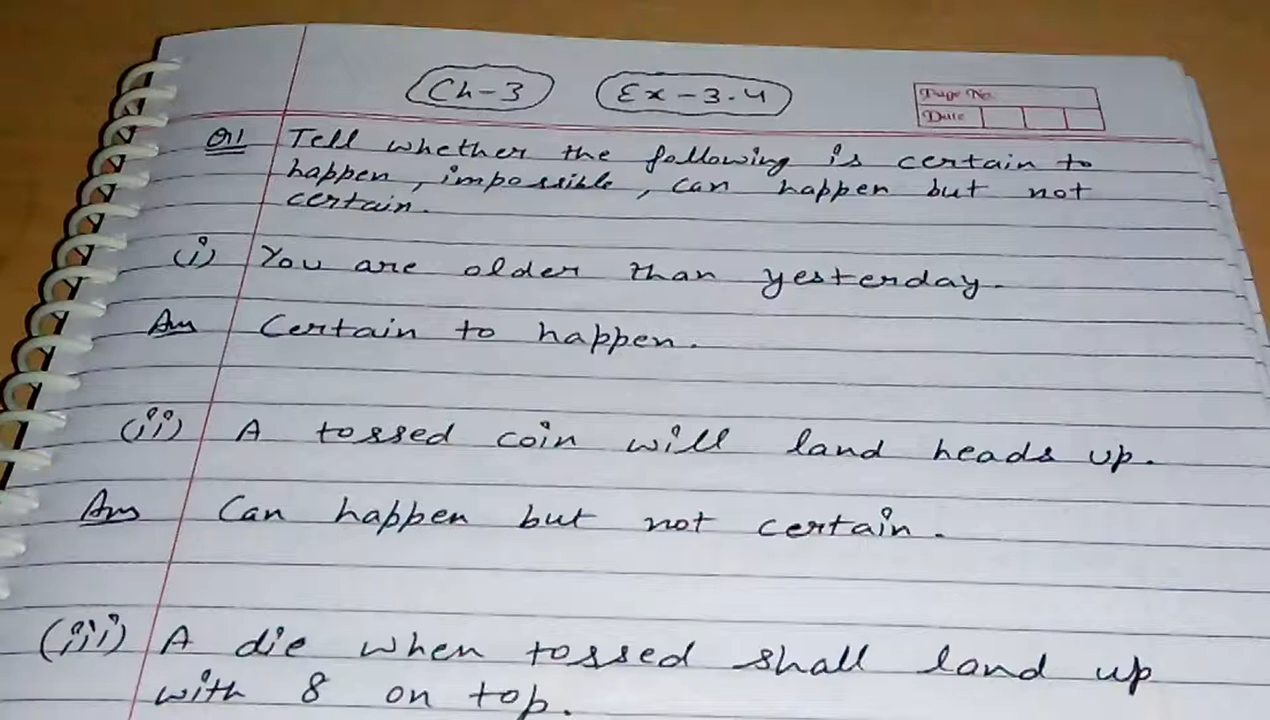 Ch-3 Ex-3.4
Page No.
Date
Q1 Tell whether the following is certain to
happen, impossible, can happen but not
certain.
(i) You are older than yesterday.
Ans Certain to happen.
(ii) A tossed coin will land heads up.
Ans Can happen but not certain.
(iii) A die when tossed shall land up
with 8 on top.